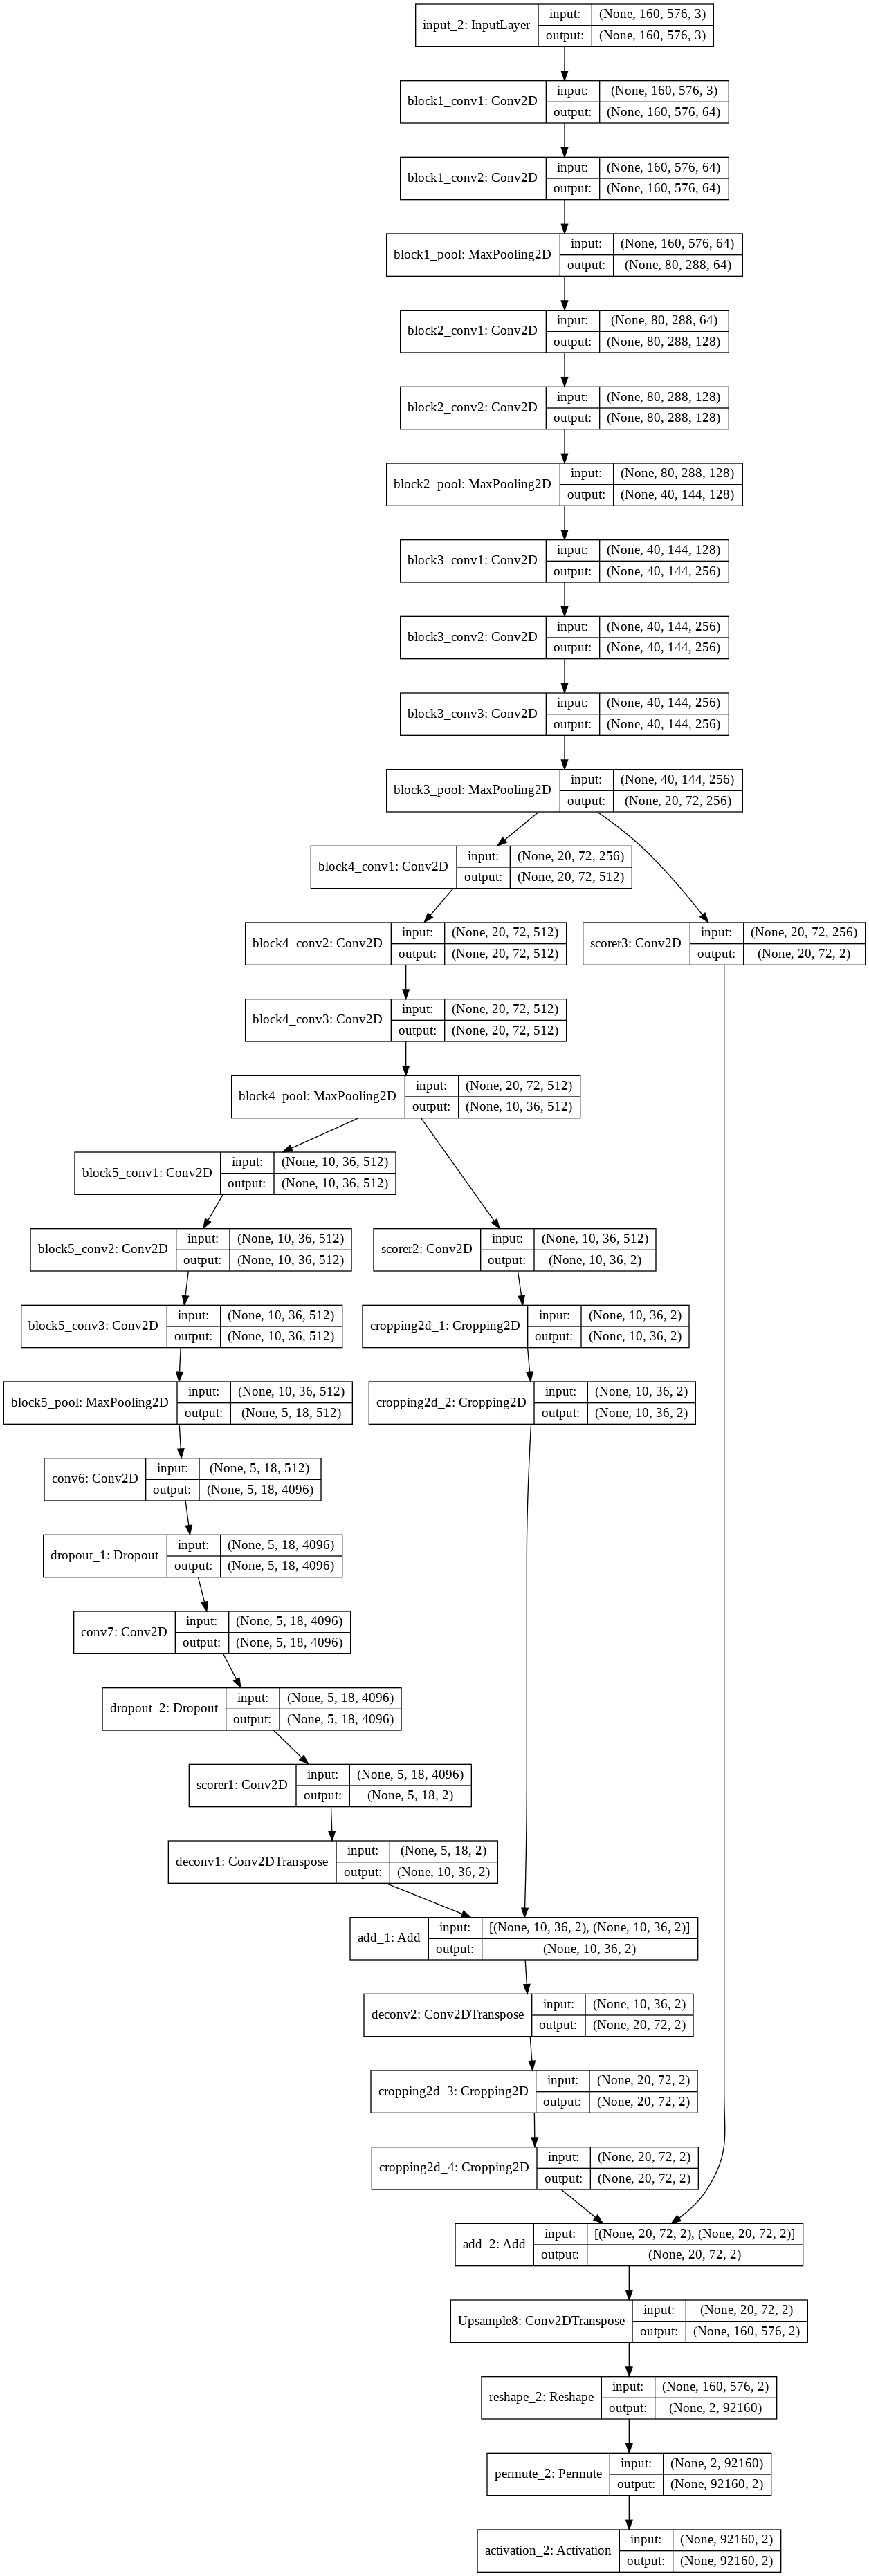 input_2: InputLayer
input: (None, 160, 576, 3)
output: (None, 160, 576, 3)
block1_conv1: Conv2D
input: (None, 160, 576, 3)
output: (None, 160, 576, 64)
block1_conv2: Conv2D
input: (None, 160, 576, 64)
output: (None, 160, 576, 64)
block1_pool: MaxPooling2D
input: (None, 160, 576, 64)
output: (None, 80, 288, 64)
block2_conv1: Conv2D
input: (None, 80, 288, 64)
output: (None, 80, 288, 128)
block2_conv2: Conv2D
input: (None, 80, 288, 128)
output: (None, 80, 288, 128)
block2_pool: MaxPooling2D
input: (None, 80, 288, 128)
output: (None, 40, 144, 128)
block3_conv1: Conv2D
input: (None, 40, 144, 128)
output: (None, 40, 144, 256)
block3_conv2: Conv2D
input: (None, 40, 144, 256)
output: (None, 40, 144, 256)
block3_conv3: Conv2D
input: (None, 40, 144, 256)
output: (None, 40, 144, 256)
block3_pool: MaxPooling2D
input: (None, 40, 144, 256)
output: (None, 20, 72, 256)
block4_conv1: Conv2D
input: (None, 20, 72, 256)
output: (None, 20, 72, 512)
block4_conv2: Conv2D
input: (None, 20, 72, 512)
output: (None, 20, 72, 512)
scorer3: Conv2D
input: (None, 20, 72, 256)
output: (None, 20, 72, 2)
block4_conv3: Conv2D
input: (None, 20, 72, 512)
output: (None, 20, 72, 512)
block4_pool: MaxPooling2D
input: (None, 20, 72, 512)
output: (None, 10, 36, 512)
block5_conv1: Conv2D
input: (None, 10, 36, 512)
output: (None, 10, 36, 512)
block5_conv2: Conv2D
input: (None, 10, 36, 512)
output: (None, 10, 36, 512)
scorer2: Conv2D
input: (None, 10, 36, 512)
output: (None, 10, 36, 2)
block5_conv3: Conv2D
input: (None, 10, 36, 512)
output: (None, 10, 36, 512)
cropping2d_1: Cropping2D
input: (None, 10, 36, 2)
output: (None, 10, 36, 2)
block5_pool: MaxPooling2D
input: (None, 10, 36, 512)
output: (None, 5, 18, 512)
cropping2d_2: Cropping2D
input: (None, 10, 36, 2)
output: (None, 10, 36, 2)
conv6: Conv2D
input: (None, 5, 18, 512)
output: (None, 5, 18, 4096)
dropout_1: Dropout
input: (None, 5, 18, 4096)
output: (None, 5, 18, 4096)
conv7: Conv2D
input: (None, 5, 18, 4096)
output: (None, 5, 18, 4096)
dropout_2: Dropout
input: (None, 5, 18, 4096)
output: (None, 5, 18, 4096)
scorer1: Conv2D
input: (None, 5, 18, 4096)
output: (None, 5, 18, 2)
deconv1: Conv2DTranspose
input: (None, 5, 18, 2)
output: (None, 10, 36, 2)
add_1: Add
input: [(None, 10, 36, 2), (None, 10, 36, 2)]
output: (None, 10, 36, 2)
deconv2: Conv2DTranspose
input: (None, 10, 36, 2)
output: (None, 20, 72, 2)
cropping2d_3: Cropping2D
input: (None, 20, 72, 2)
output: (None, 20, 72, 2)
cropping2d_4: Cropping2D
input: (None, 20, 72, 2)
output: (None, 20, 72, 2)
add_2: Add
input: [(None, 20, 72, 2), (None, 20, 72, 2)]
output: (None, 20, 72, 2)
Upsample8: Conv2DTranspose
input: (None, 20, 72, 2)
output: (None, 160, 576, 2)
reshape_2: Reshape
input: (None, 160, 576, 2)
output: (None, 2, 92160)
permute_2: Permute
input: (None, 2, 92160)
output: (None, 92160, 2)
activation_2: Activation
input: (None, 92160, 2)
output: (None, 92160, 2)